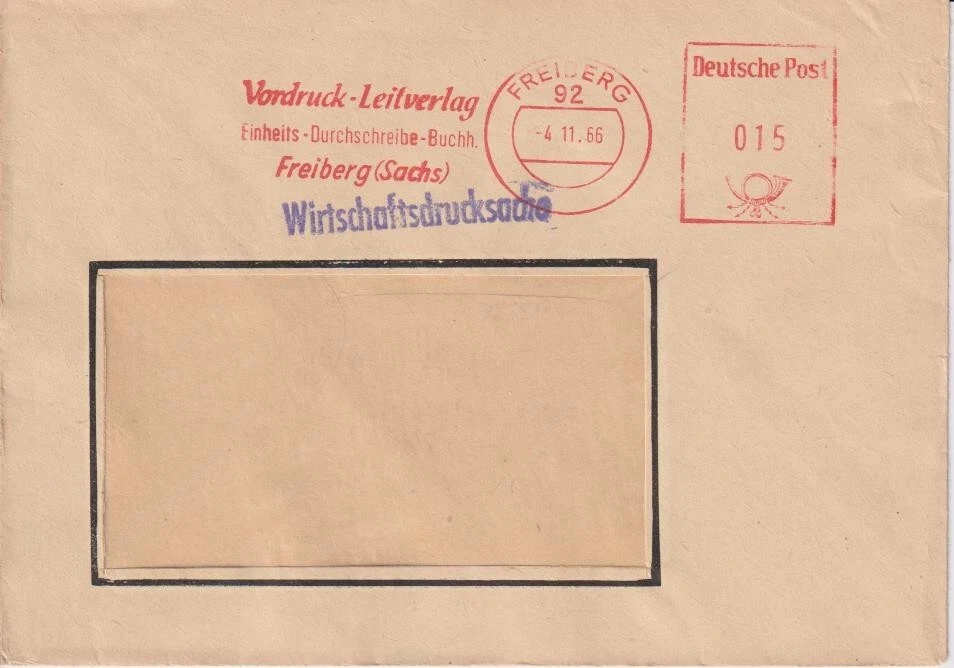 Vordruck-Leitverlag
Einheits-Durchschreibe-Buchh.
Freiberg (Sachs)
Wirtschaftsdrucksache
FREIBERG
92
-4.11.66
Deutsche Post
015